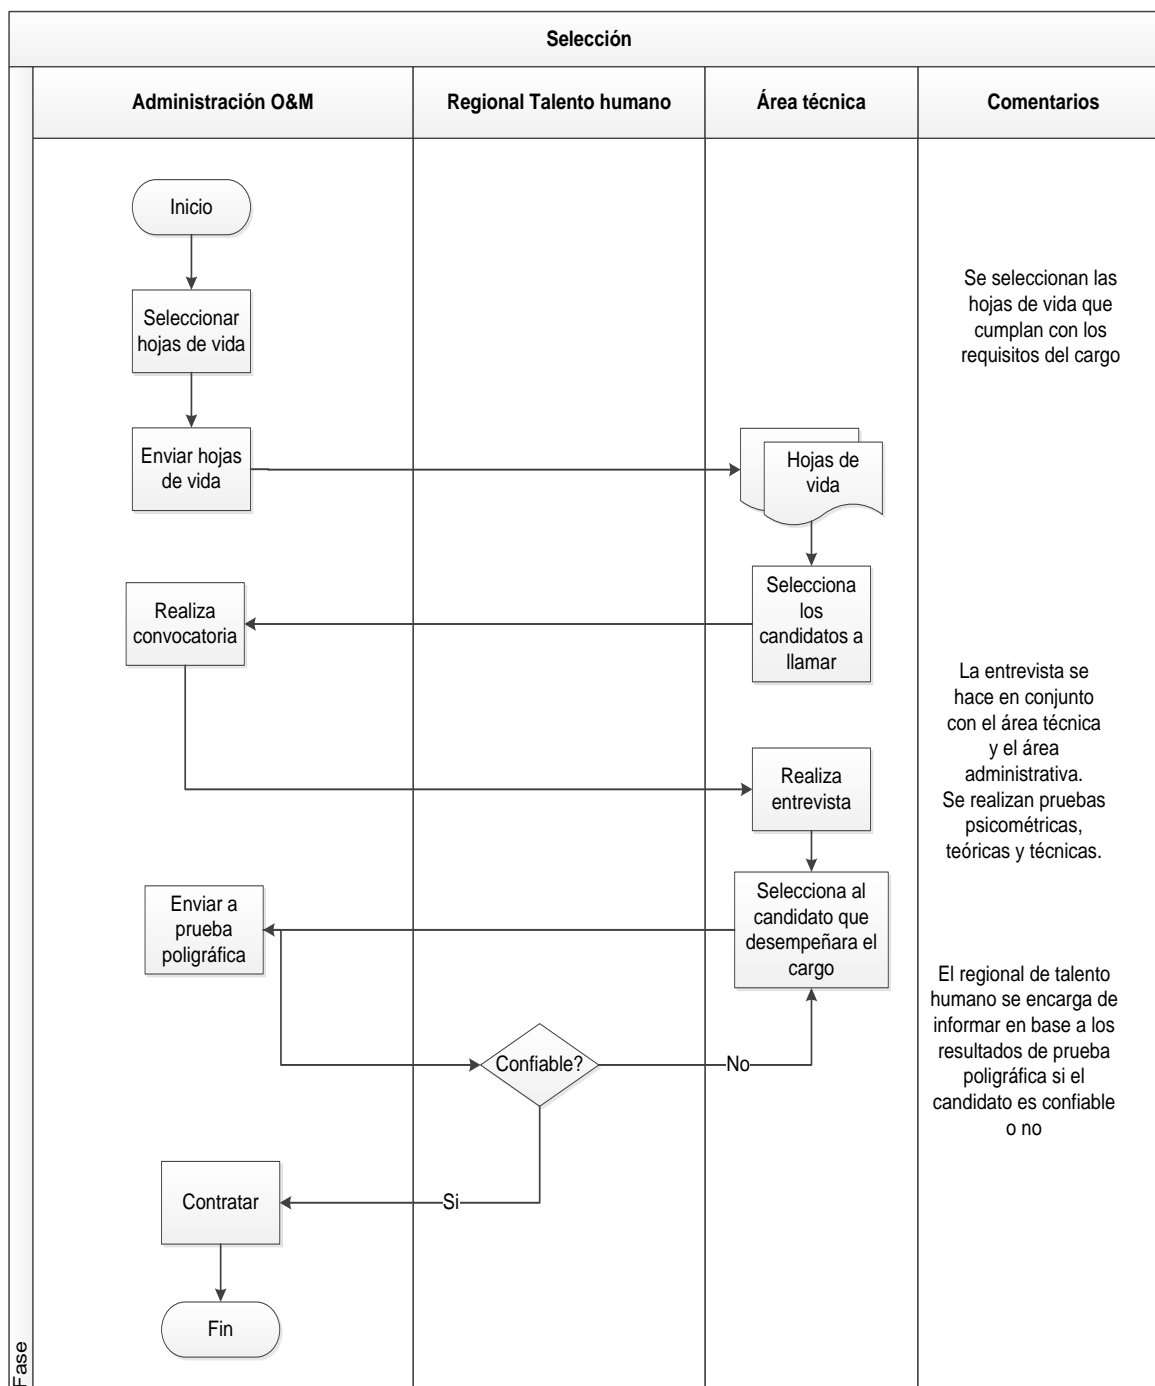 Selección
Administración O&M
Regional Talento humano
Área técnica
Comentarios
Fase
Inicio
Seleccionar
hojas de vida
Se seleccionan las
hojas de vida que
cumplan con los
requisitos del cargo
Enviar hojas
de vida
Hojas de
vida
Selecciona
los
candidatos a
llamar
Realiza
convocatoria
La entrevista se
hace en conjunto
con el área técnica
y el área
administrativa.
Se realizan pruebas
psicométricas,
teóricas y técnicas.
Realiza
entrevista
Selecciona al
candidato que
desempeñara el
cargo
Enviar a
prueba
poligráfica
El regional de talento
humano se encarga de
informar en base a los
resultados de prueba
poligráfica si el
candidato es confiable
o no
Confiable?
No
Si
Contratar
Fin